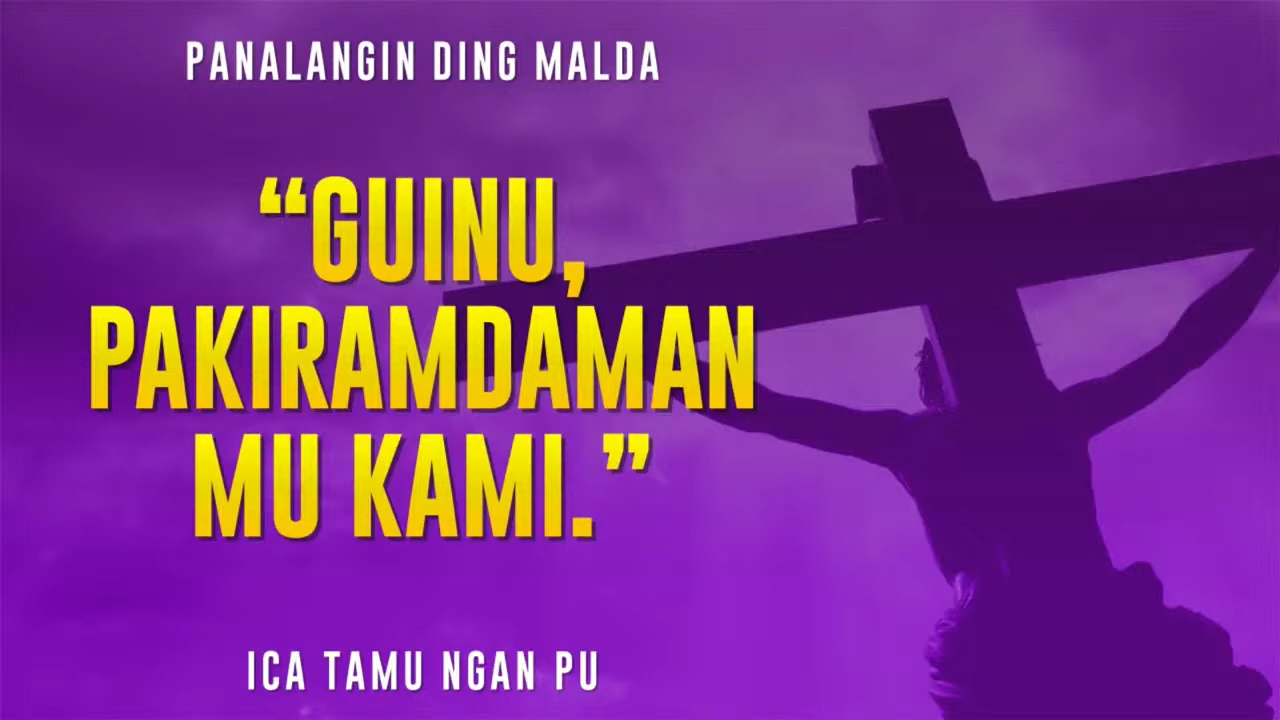 PANALANGIN DING MALDA
“GUINU,
PAKIRAMDAMAN
MU KAMI.”
ICA TAMU NGAN PU